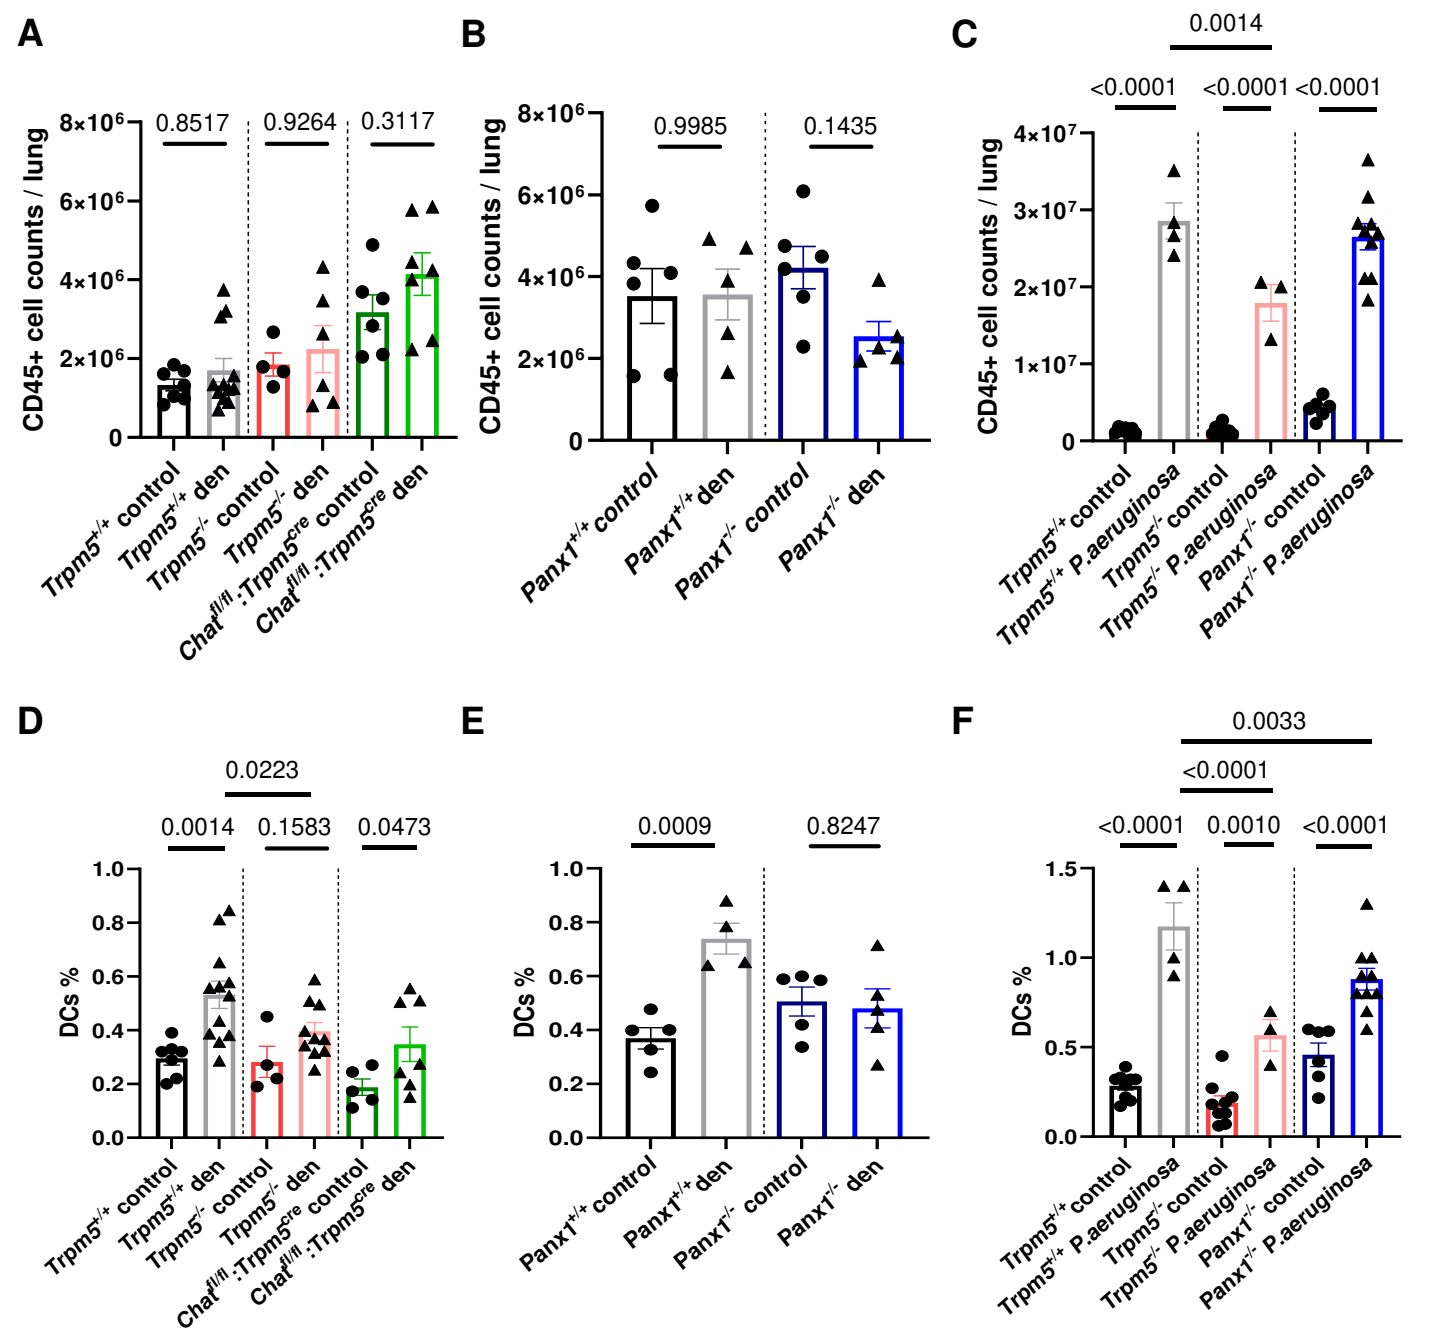 A
0.8517
0.9264
0.3117
CD45+ cell counts / lung
8×10⁶
6×10⁶
4×10⁶
2×10⁶
0
Trpm5+/+ control
Trpm5+/+ den
Trpm5-/- control
Trpm5-/- den
Chatfl/fl:Trpm5cre control
Chatfl/fl:Trpm5cre den
B
0.9985
0.1435
CD45+ cell counts / lung
8×10⁶
6×10⁶
4×10⁶
2×10⁶
0
Panx1+/+ control
Panx1+/+ den
Panx1-/- control
Panx1-/- den
C
0.0014
<0.0001
<0.0001
<0.0001
CD45+ cell counts / lung
4×10⁷
3×10⁷
2×10⁷
1×10⁷
0
Trpm5+/+ control
Trpm5+/+ P.aeruginosa
Trpm5-/- control
Trpm5-/- P.aeruginosa
Panx1-/- control
Panx1-/- P.aeruginosa
D
0.0223
0.0014
0.1583
0.0473
DCs %
1.0
0.8
0.6
0.4
0.2
0.0
Trpm5+/+ control
Trpm5+/+ den
Trpm5-/- control
Trpm5-/- den
Chatfl/fl:Trpm5cre control
Chatfl/fl:Trpm5cre den
E
0.0009
0.8247
DCs %
1.0
0.8
0.6
0.4
0.2
0.0
Panx1+/+ control
Panx1+/+ den
Panx1-/- control
Panx1-/- den
F
0.0033
<0.0001
<0.0001
0.0010
<0.0001
DCs %
1.5
1.0
0.5
0.0
Trpm5+/+ control
Trpm5+/+ P.aeruginosa
Trpm5-/- control
Trpm5-/- P.aeruginosa
Panx1-/- control
Panx1-/- P.aeruginosa